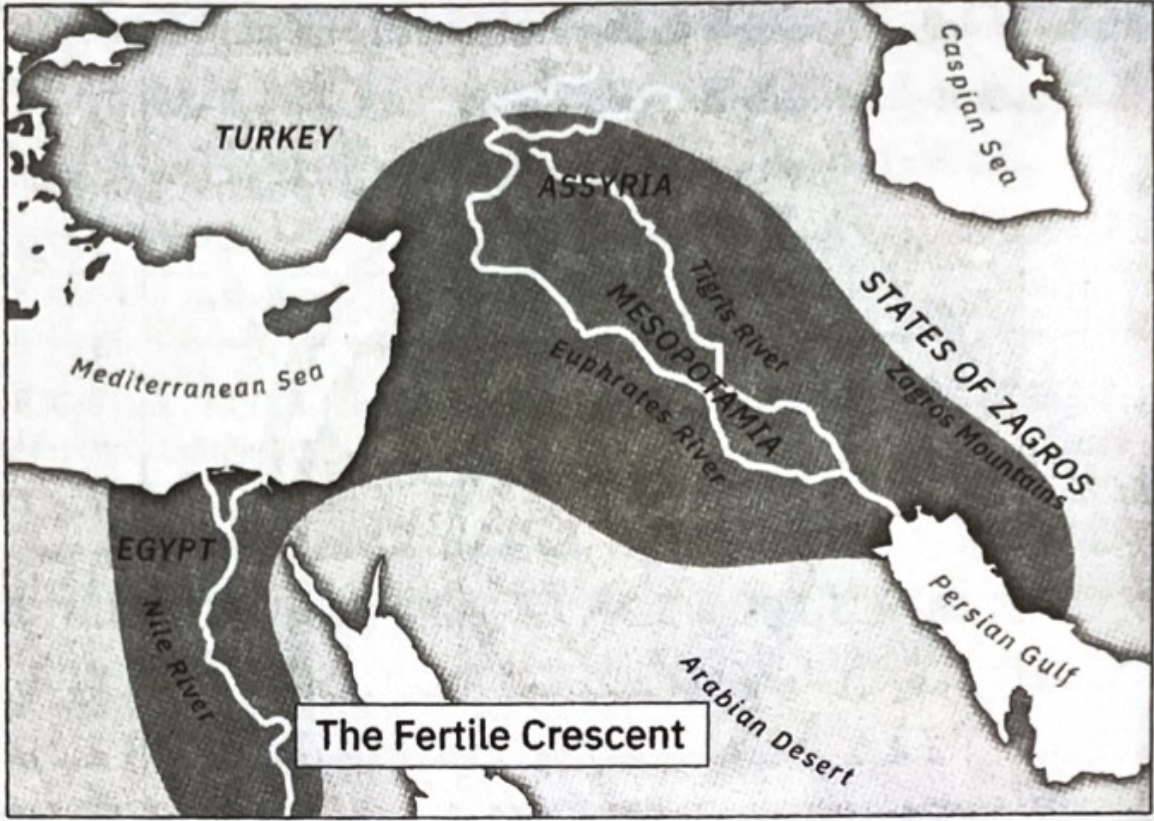 TURKEY
Caspian Sea
ASSYRIA
Tigris River
MESOPOTAMIA
STATES OF ZAGROS
Zagros Mountains
Euphrates River
Mediterranean Sea
EGYPT
Nile River
Persian Gulf
Arabian Desert
The Fertile Crescent